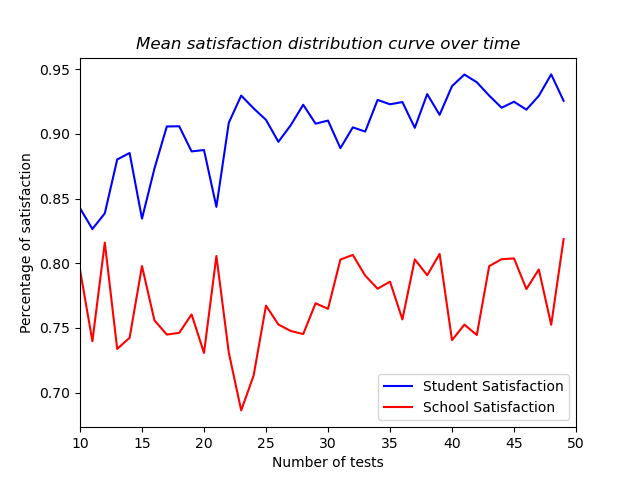 Mean satisfaction distribution curve over time
Percentage of satisfaction
0.95
0.90
0.85
0.80
0.75
0.70
Student Satisfaction
School Satisfaction
10 15 20 25 30 35 40 45 50
Number of tests